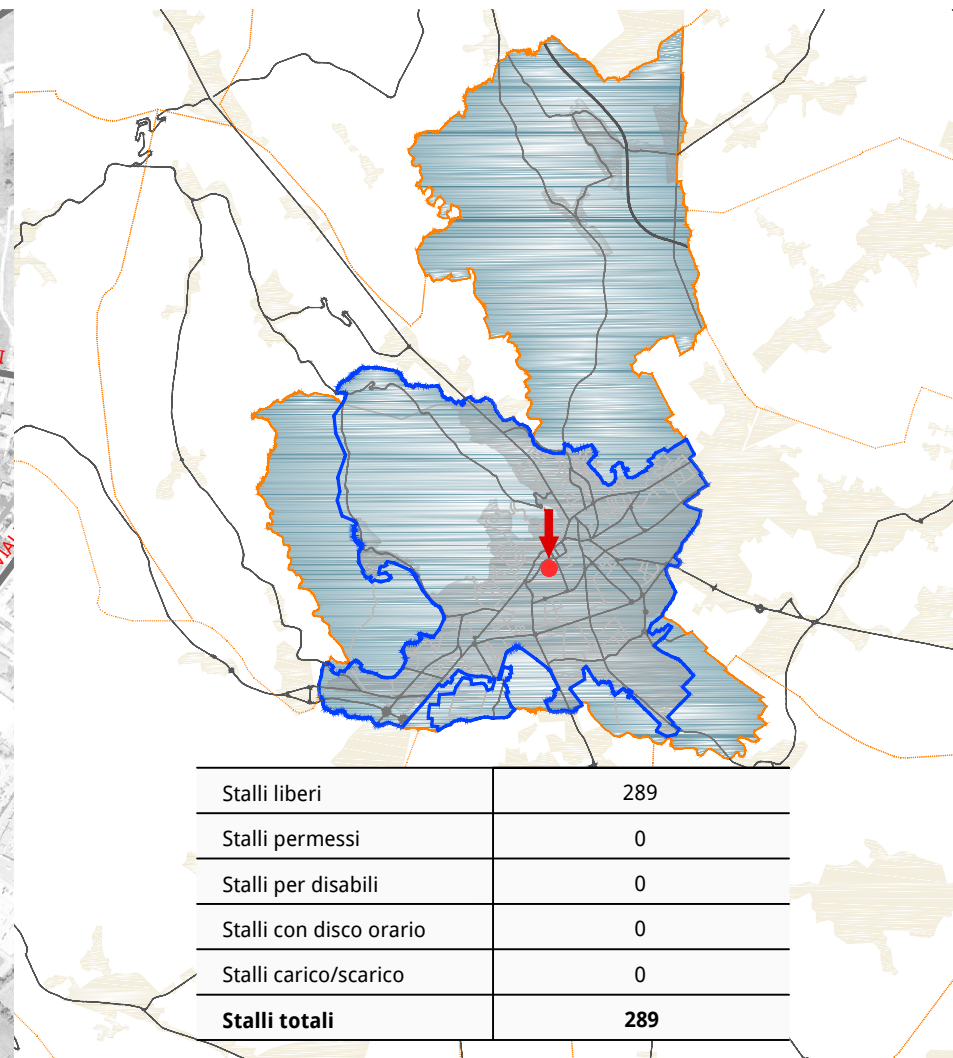 Stalli liberi 289
Stalli permessi 0
Stalli per disabili 0
Stalli con disco orario 0
Stalli carico/scarico 0
Stalli totali 289